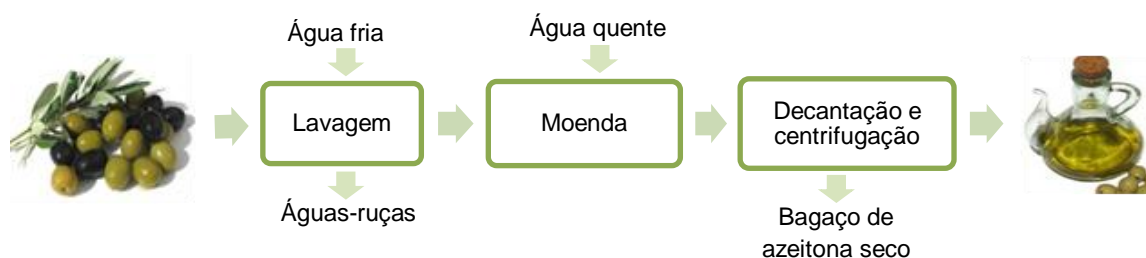 Água fria
Água quente
Lavagem
Moenda
Decantação e
centrifugação
Águas-ruças
Bagaço de
azeitona seco